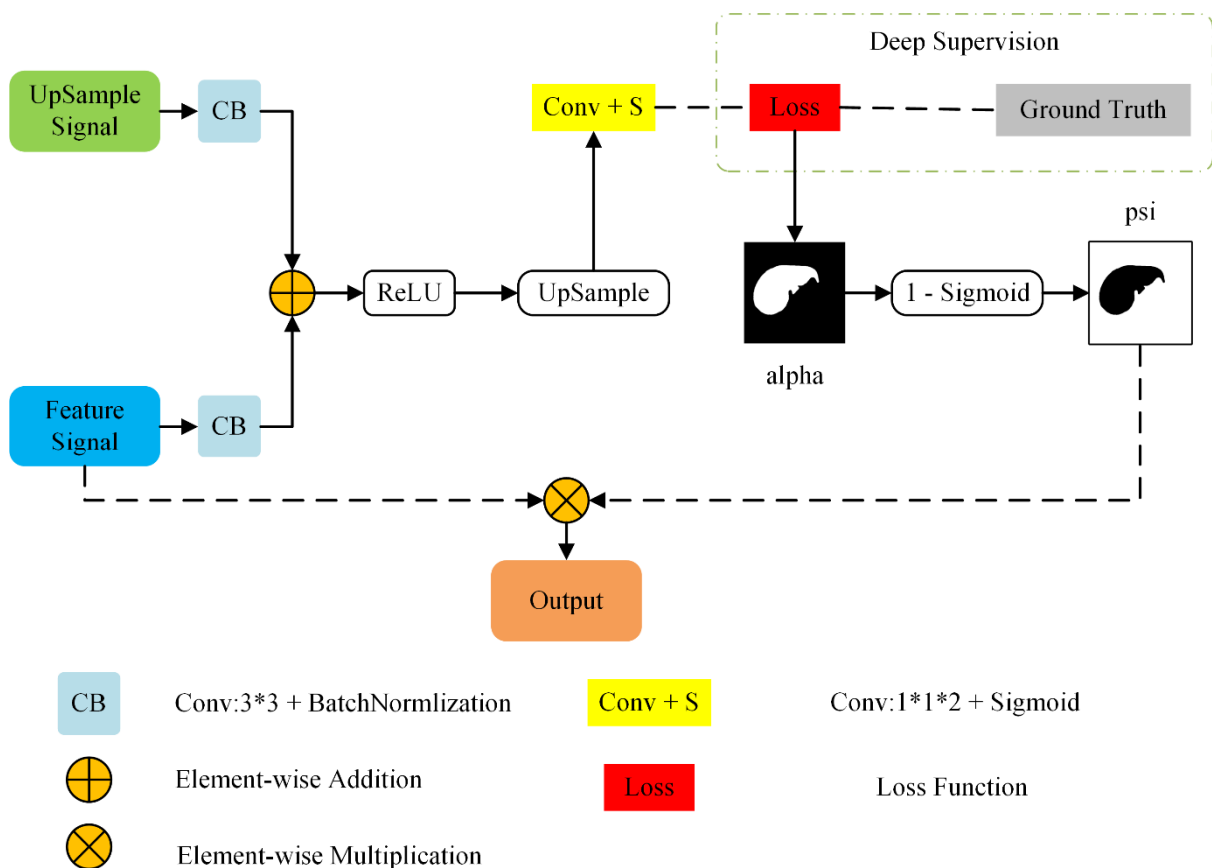 Deep Supervision
UpSample
Signal
CB
Conv + S
Loss
Ground Truth
psi
ReLU
UpSample
1 - Sigmoid
alpha
Feature
Signal
CB
Output
CB
Conv:3*3 + BatchNormlization
Conv + S
Conv:1*1*2 + Sigmoid
Element-wise Addition
Loss
Loss Function
Element-wise Multiplication